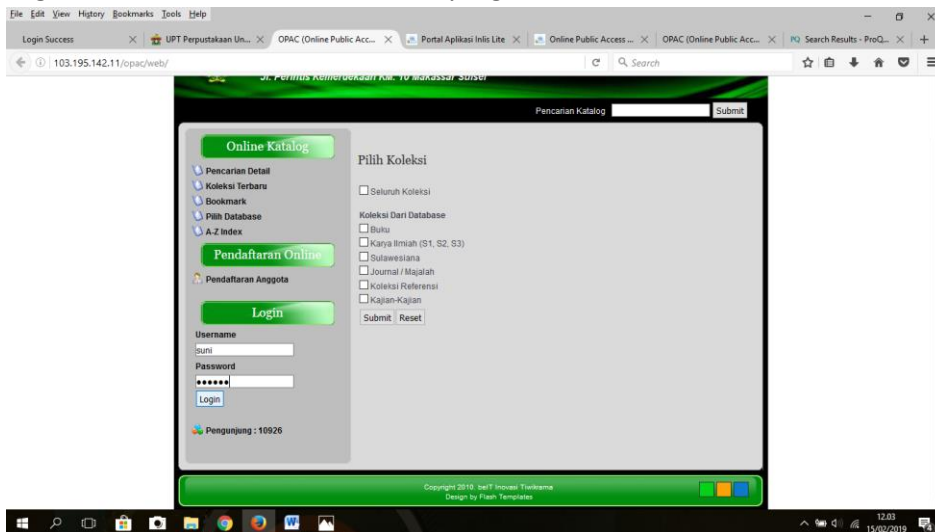 File Edit View History Bookmarks Tools Help
Login Success
UPT Perpustakaan Un...
OPAC (Online Public Acc...
Portal Aplikasi Inlis Lite
Online Public Access ...
OPAC (Online Public Acc...
Search Results - ProQ...
103.195.142.11/opac/web/
Search
Jl. Perintis Kemerdekaan KM. 10 Makassar Sulsel
Pencarian Katalog
Submit
Online Katalog
Pencarian Detail
Koleksi Terbaru
Bookmark
Pilih Database
A-Z Index
Pendaftaran Online
Pendaftaran Anggota
Login
Username
suni
Password
••••••
Login
Pengunjung : 10926
Pilih Koleksi
Seluruh Koleksi
Koleksi Dari Database
Buku
Karya Ilmiah (S1, S2, S3)
Sulawesiana
Journal / Majalah
Koleksi Referensi
Kajian-Kajian
Submit Reset
Copyright 2010. beIT Inovasi Tiwikrama
Design by Flash Templates
12.03
15/02/2019